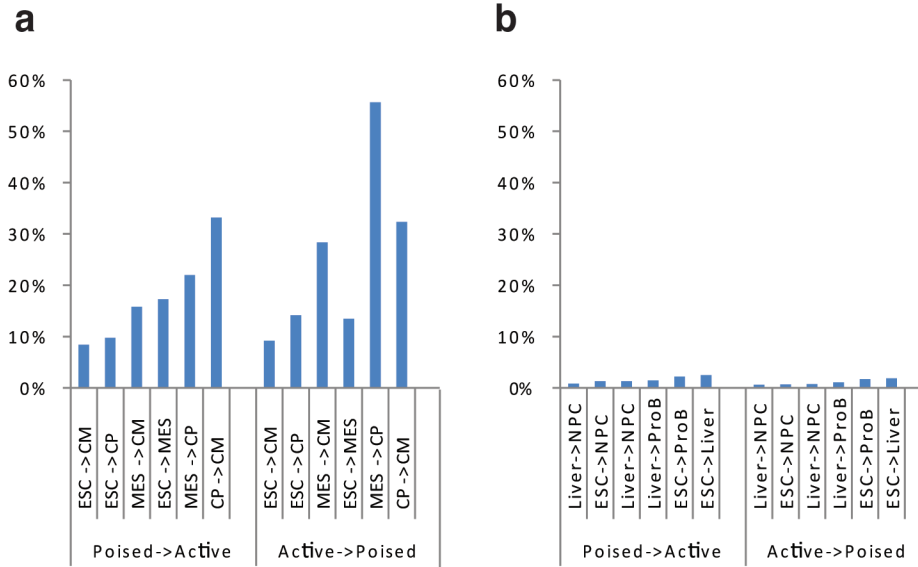 a
60%
50%
40%
30%
20%
10%
0%
ESC ->CM
ESC ->CP
MES ->CM
ESC ->MES
MES ->CP
CP ->CM
ESC ->CM
ESC ->CP
MES ->CM
ESC ->MES
MES ->CP
CP ->CM
Poised->Active
Active->Poised
b
60%
50%
40%
30%
20%
10%
0%
Liver->NPC
ESC->NPC
Liver->NPC
Liver->ProB
ESC->ProB
ESC->Liver
Liver->NPC
ESC->NPC
Liver->NPC
Liver->ProB
ESC->ProB
ESC->Liver
Poised->Active
Active->Poised